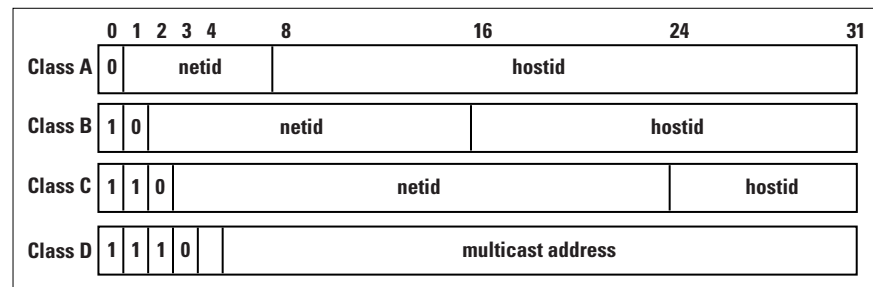 0 1 2 3 4 8 16 24 31
Class A 0 netid hostid
Class B 1 0 netid hostid
Class C 1 1 0 netid hostid
Class D 1 1 1 0 multicast address